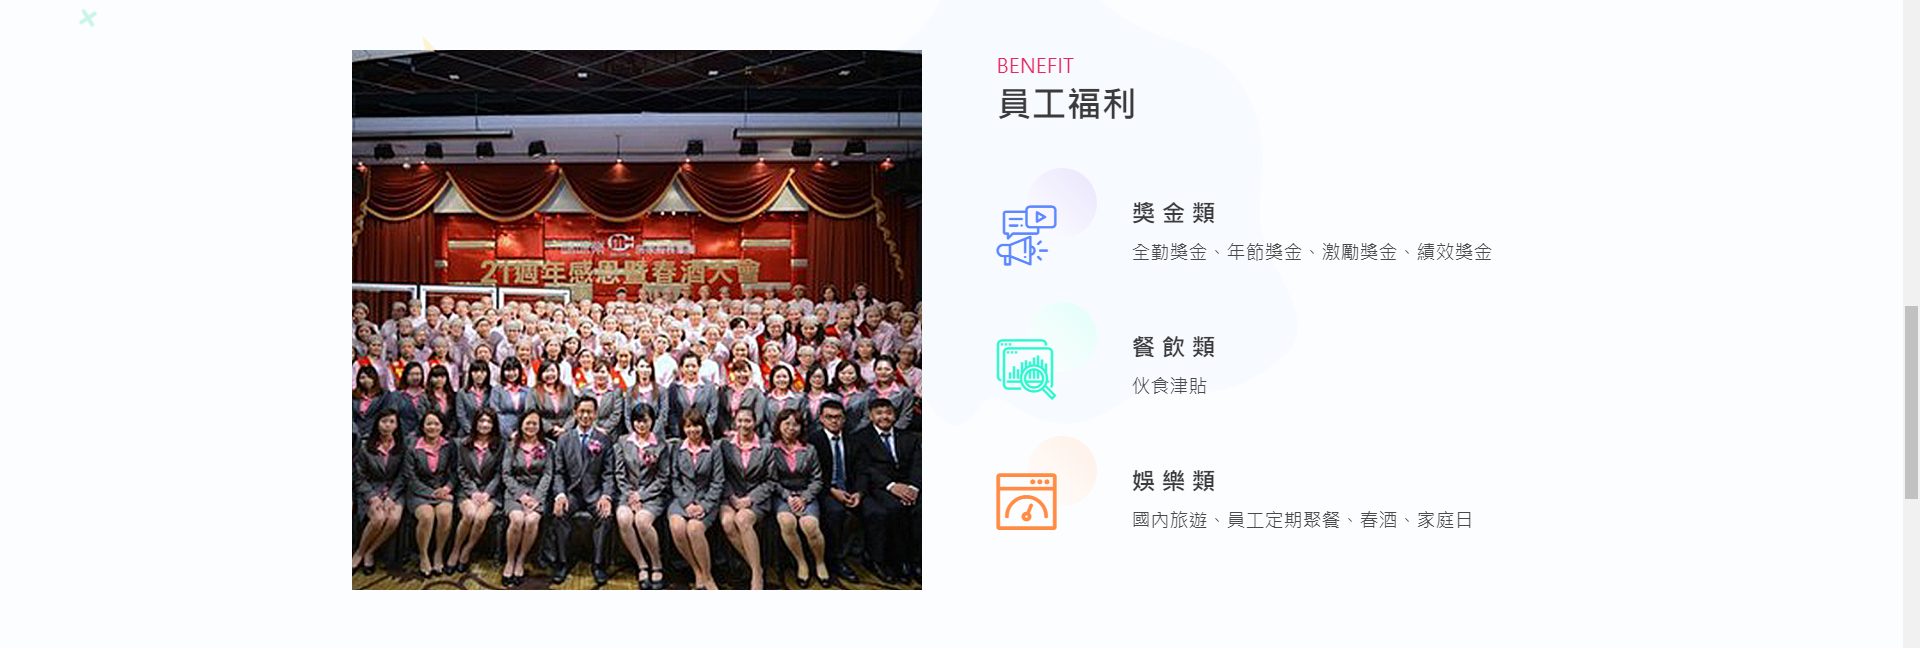 21週年感恩暨春酒大會
BENEFIT
員工福利
獎金類
全勤獎金、年節獎金、激勵獎金、績效獎金
餐飲類
伙食津貼
娛樂類
國內旅遊、員工定期聚餐、春酒、家庭日